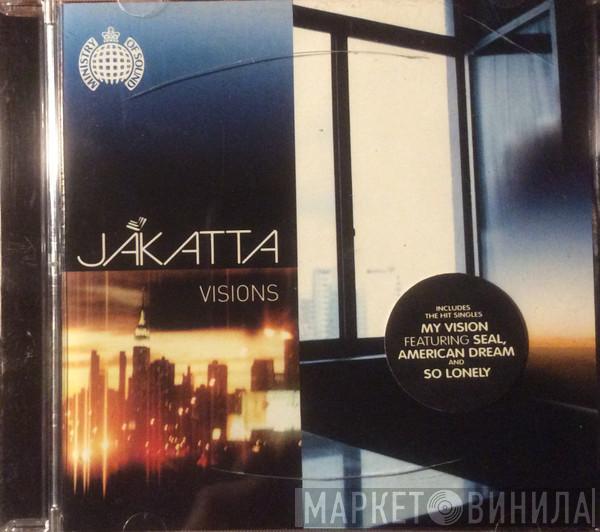 MINISTRY OF SOUND
JAKATTA
VISIONS
INCLUDES
THE HIT SINGLES
MY VISION
FEATURING SEAL,
AMERICAN DREAM
AND
SO LONELY
МАРКЕТ ВИНИЛА